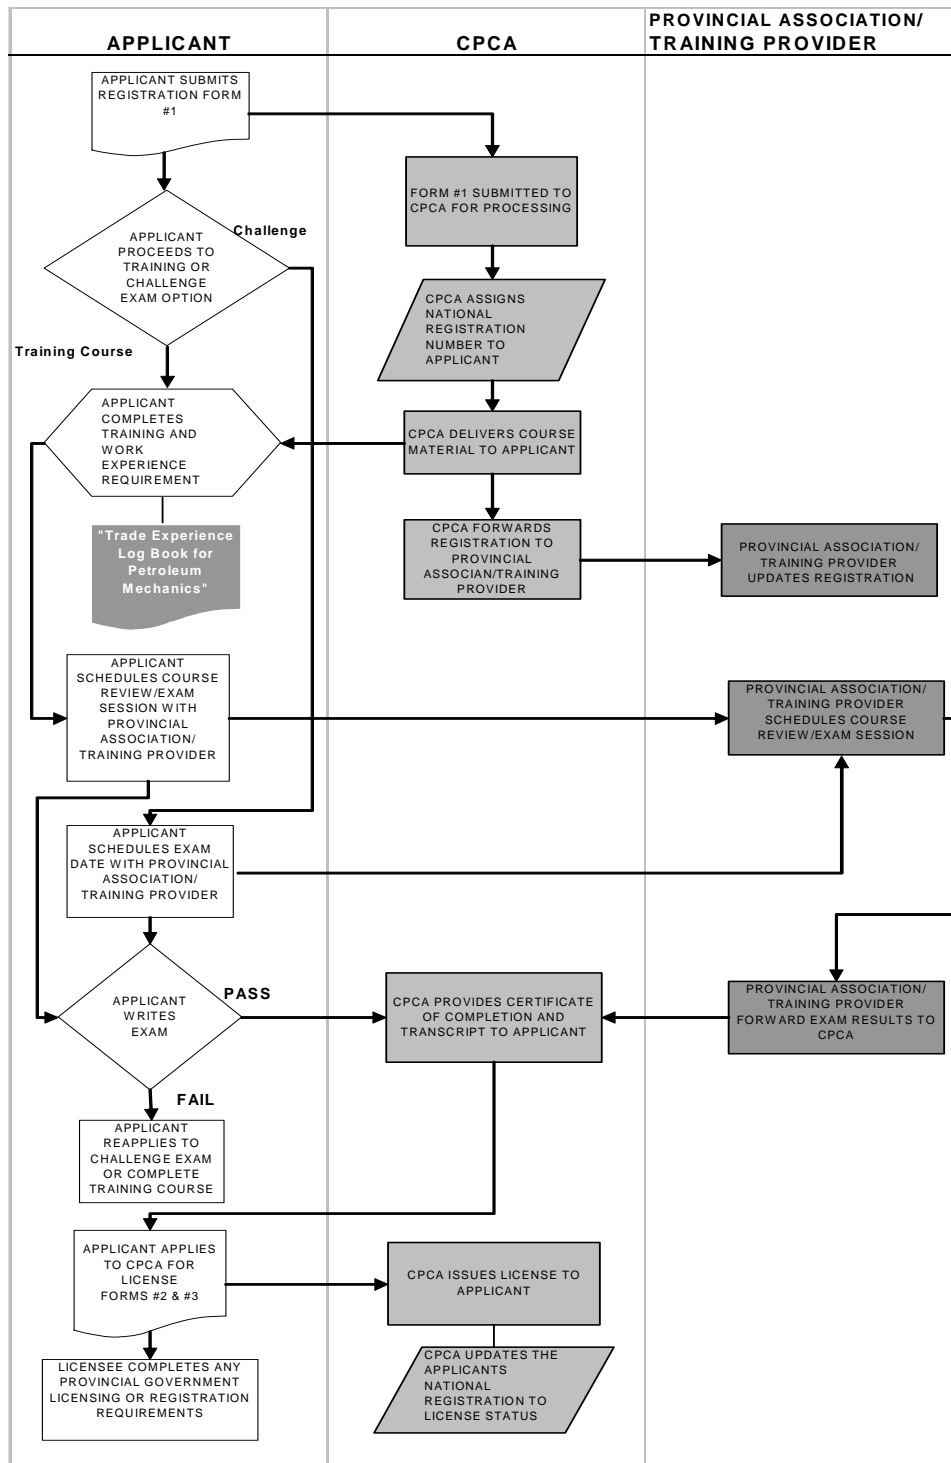 APPLICANT
CPCA
PROVINCIAL ASSOCIATION/
TRAINING PROVIDER
APPLICANT SUBMITS
REGISTRATION FORM
#1
FORM #1 SUBMITTED TO
CPCA FOR PROCESSING
Challenge
APPLICANT
PROCEEDS TO
TRAINING OR
CHALLENGE
EXAM OPTION
CPCA ASSIGNS
NATIONAL
REGISTRATION
NUMBER TO
APPLICANT
Training Course
APPLICANT
COMPLETES
TRAINING AND
WORK
EXPERIENCE
REQUIREMENT
CPCA DELIVERS COURSE
MATERIAL TO APPLICANT
"Trade Experience
Log Book for
Petroleum
Mechanics"
CPCA FORWARDS
REGISTRATION TO
PROVINCIAL
ASSOCIAN/TRAINING
PROVIDER
PROVINCIAL ASSOCIATION/
TRAINING PROVIDER
UPDATES REGISTRATION
APPLICANT
SCHEDULES COURSE
REVIEW/EXAM
SESSION WITH
PROVINCIAL
ASSOCIATION/
TRAINING PROVIDER
PROVINCIAL ASSOCIATION/
TRAINING PROVIDER
SCHEDULES COURSE
REVIEW/EXAM SESSION
APPLICANT
SCHEDULES EXAM
DATE WITH PROVINCIAL
ASSOCIATION/
TRAINING PROVIDER
APPLICANT
WRITES
EXAM
PASS
CPCA PROVIDES CERTIFICATE
OF COMPLETION AND
TRANSCRIPT TO APPLICANT
PROVINCIAL ASSOCIATION/
TRAINING PROVIDER
FORWARD EXAM RESULTS TO
CPCA
FAIL
APPLICANT
REAPPLIES TO
CHALLENGE EXAM
OR COMPLETE
TRAINING COURSE
APPLICANT APPLIES
TO CPCA FOR
LICENSE
FORMS #2 & #3
CPCA ISSUES LICENSE TO
APPLICANT
LICENSEE COMPLETES ANY
PROVINCIAL GOVERNMENT
LICENSING OR REGISTRATION
REQUIREMENTS
CPCA UPDATES THE
APPLICANTS
NATIONAL
REGISTRATION TO
LICENSE STATUS